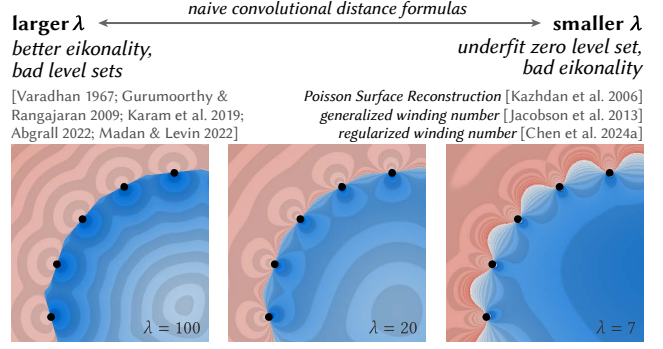 naive convolutional distance formulas
larger λ
smaller λ
better eikonality,
bad level sets
underfit zero level set,
bad eikonality
[Varadhan 1967; Gurumoorthy &
Rangajaran 2009; Karam et al. 2019;
Abgrall 2022; Madan & Levin 2022]
Poisson Surface Reconstruction [Kazhdan et al. 2006]
generalized winding number [Jacobson et al. 2013]
regularized winding number [Chen et al. 2024a]
λ = 100
λ = 20
λ = 7